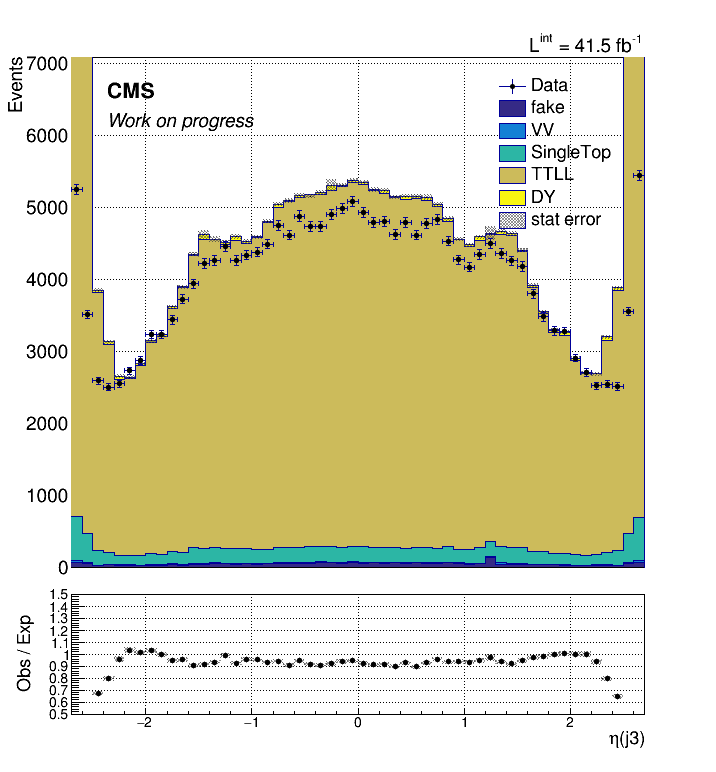 L^int = 41.5 fb^-1
Events
7000
6000
5000
4000
3000
2000
1000
0
CMS
Work on progress
Data
fake
VV
SingleTop
TTLL
DY
stat error
Obs / Exp
1.5
1.4
1.3
1.2
1.1
1
0.9
0.8
0.7
0.6
0.5
−2 −1 0 1 2
η(j3)